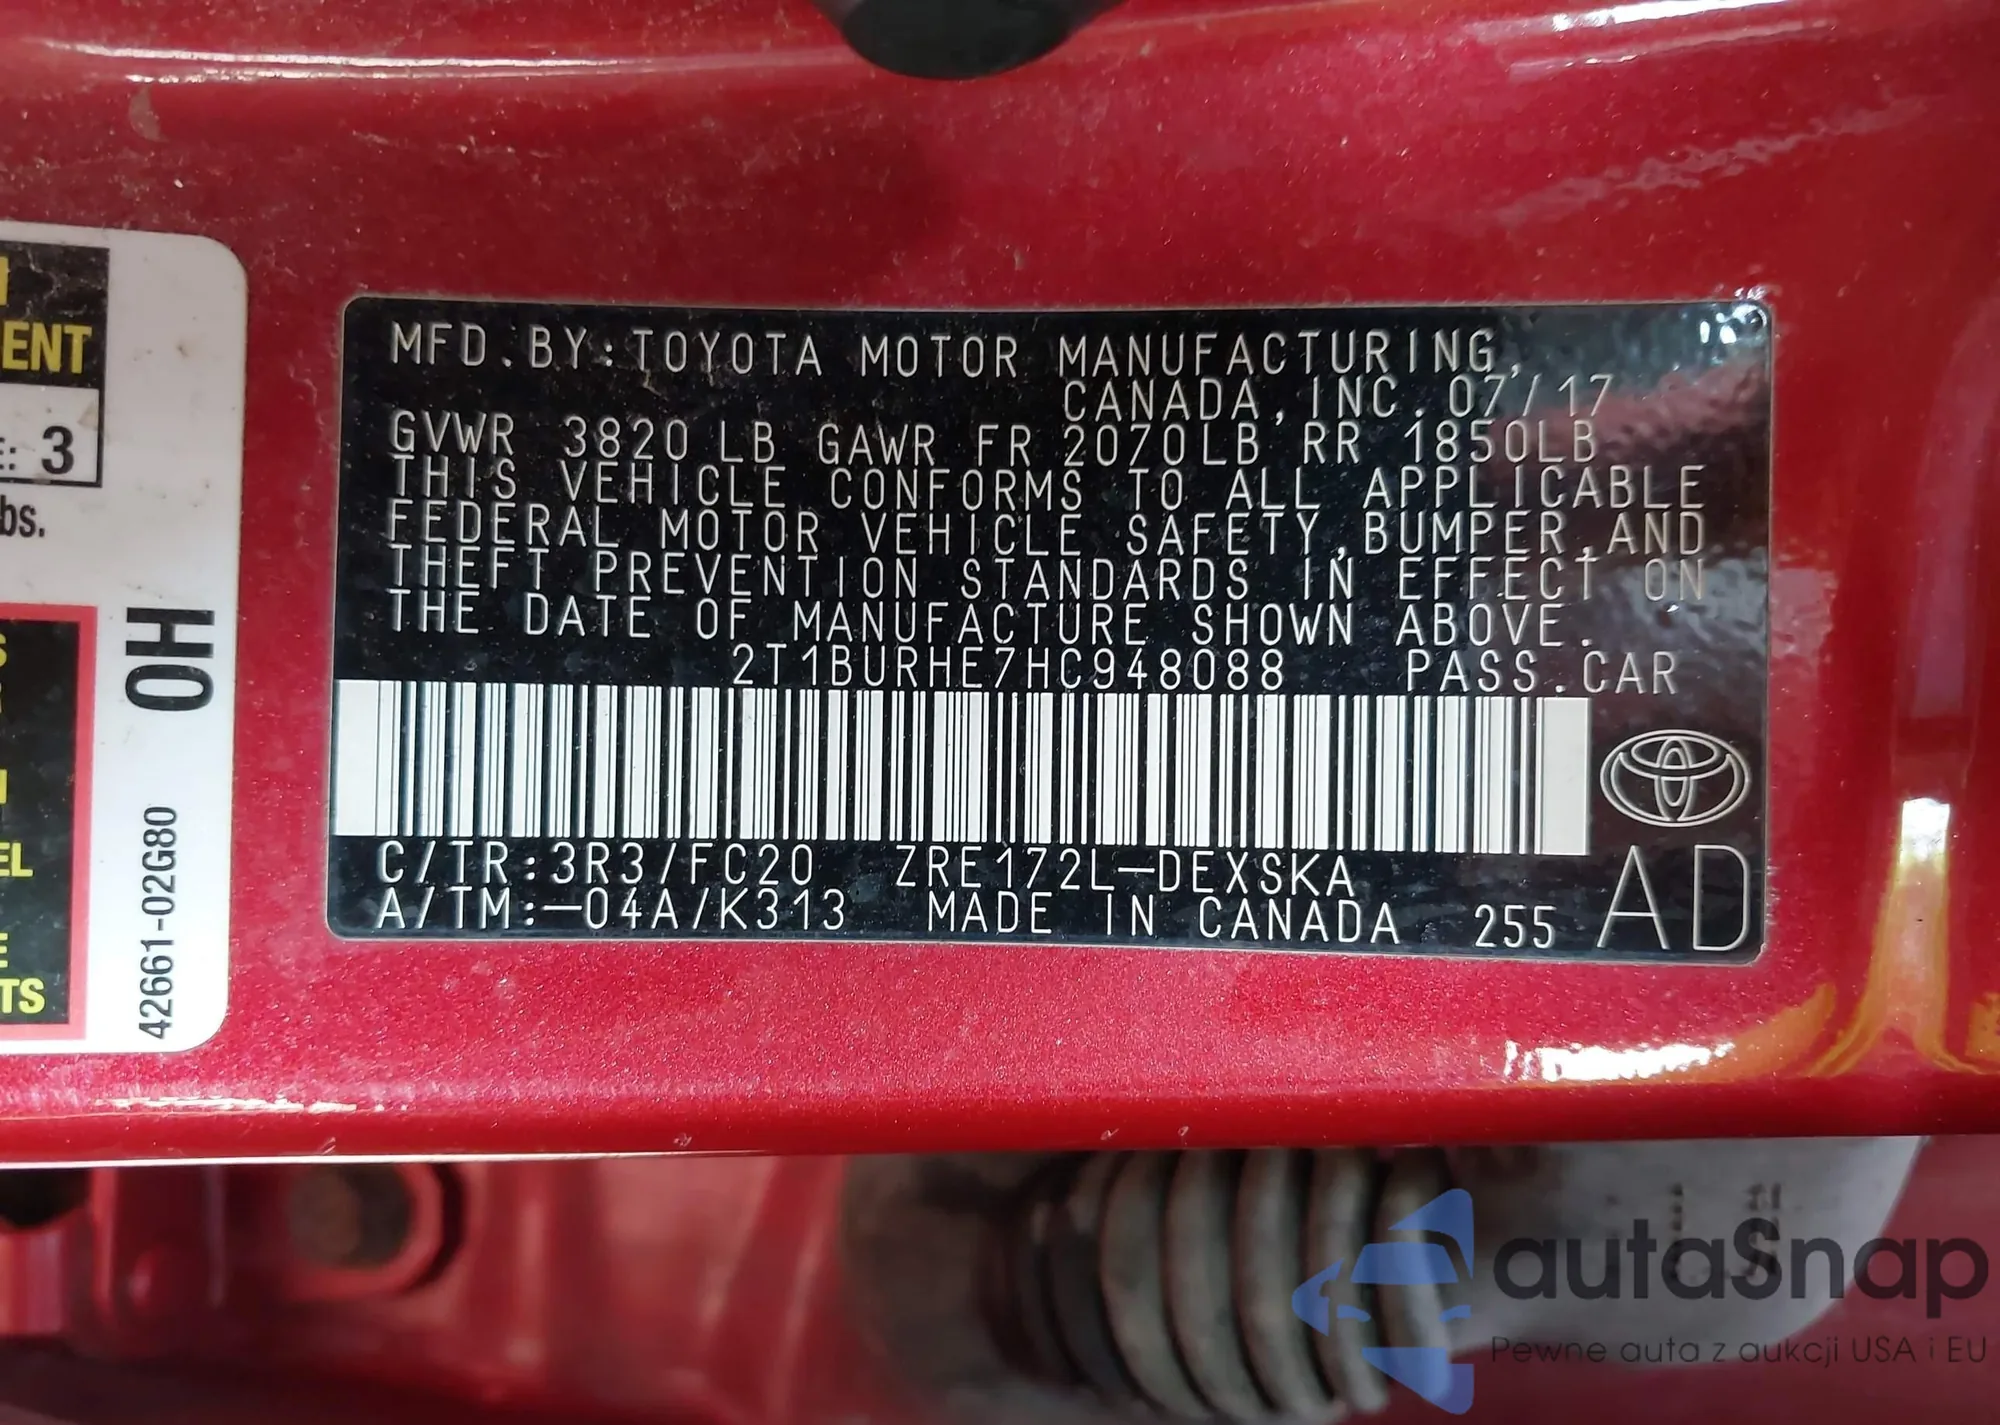 MFD.BY:TOYOTA MOTOR MANUFACTURING,
CANADA,INC. 07/17
GVWR 3820 LB GAWR FR 2070LB RR 1850LB
THIS VEHICLE CONFORMS TO ALL APPLICABLE
FEDERAL MOTOR VEHICLE SAFETY,BUMPER,AND
THEFT PREVENTION STANDARDS IN EFFECT ON
THE DATE OF MANUFACTURE SHOWN ABOVE.
2T1BURHE7HC948088 PASS.CAR
C/TR:3R3/FC20 ZRE172L-DEXSKA
A/TM:-04A/K313 MADE IN CANADA 255
AD
ENT
E: 3
bs.
0H
42661-02G80
EL
E
TS
autaSnap
Pewne auta z aukcji USA i EU